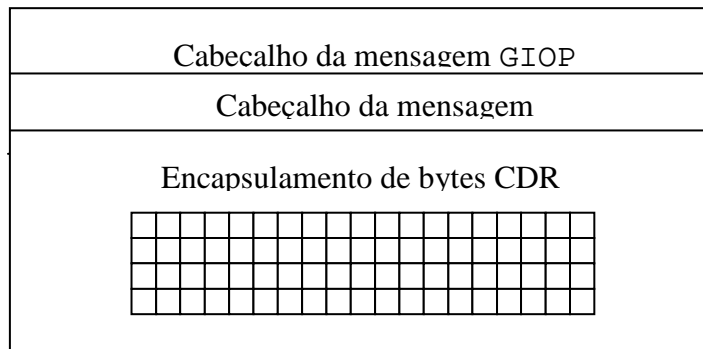 Cabecalho da mensagem GIOP
Cabeçalho da mensagem
Encapsulamento de bytes CDR